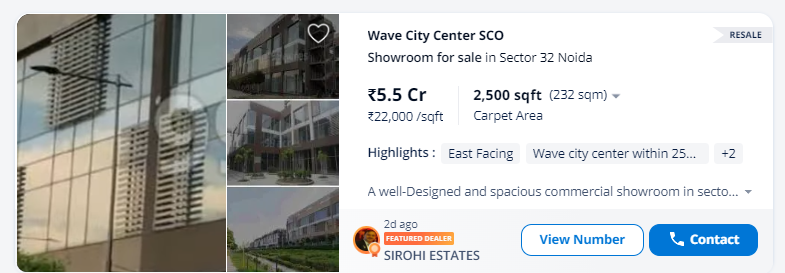 Wave City Center SCO
RESALE
Showroom for sale in Sector 32 Noida
₹5.5 Cr
₹22,000 /sqft
2,500 sqft (232 sqm)
Carpet Area
Highlights : East Facing Wave city center within 25... +2
A well-Designed and spacious commercial showroom in secto...
2d ago
FEATURED DEALER
SIROHI ESTATES
View Number
Contact